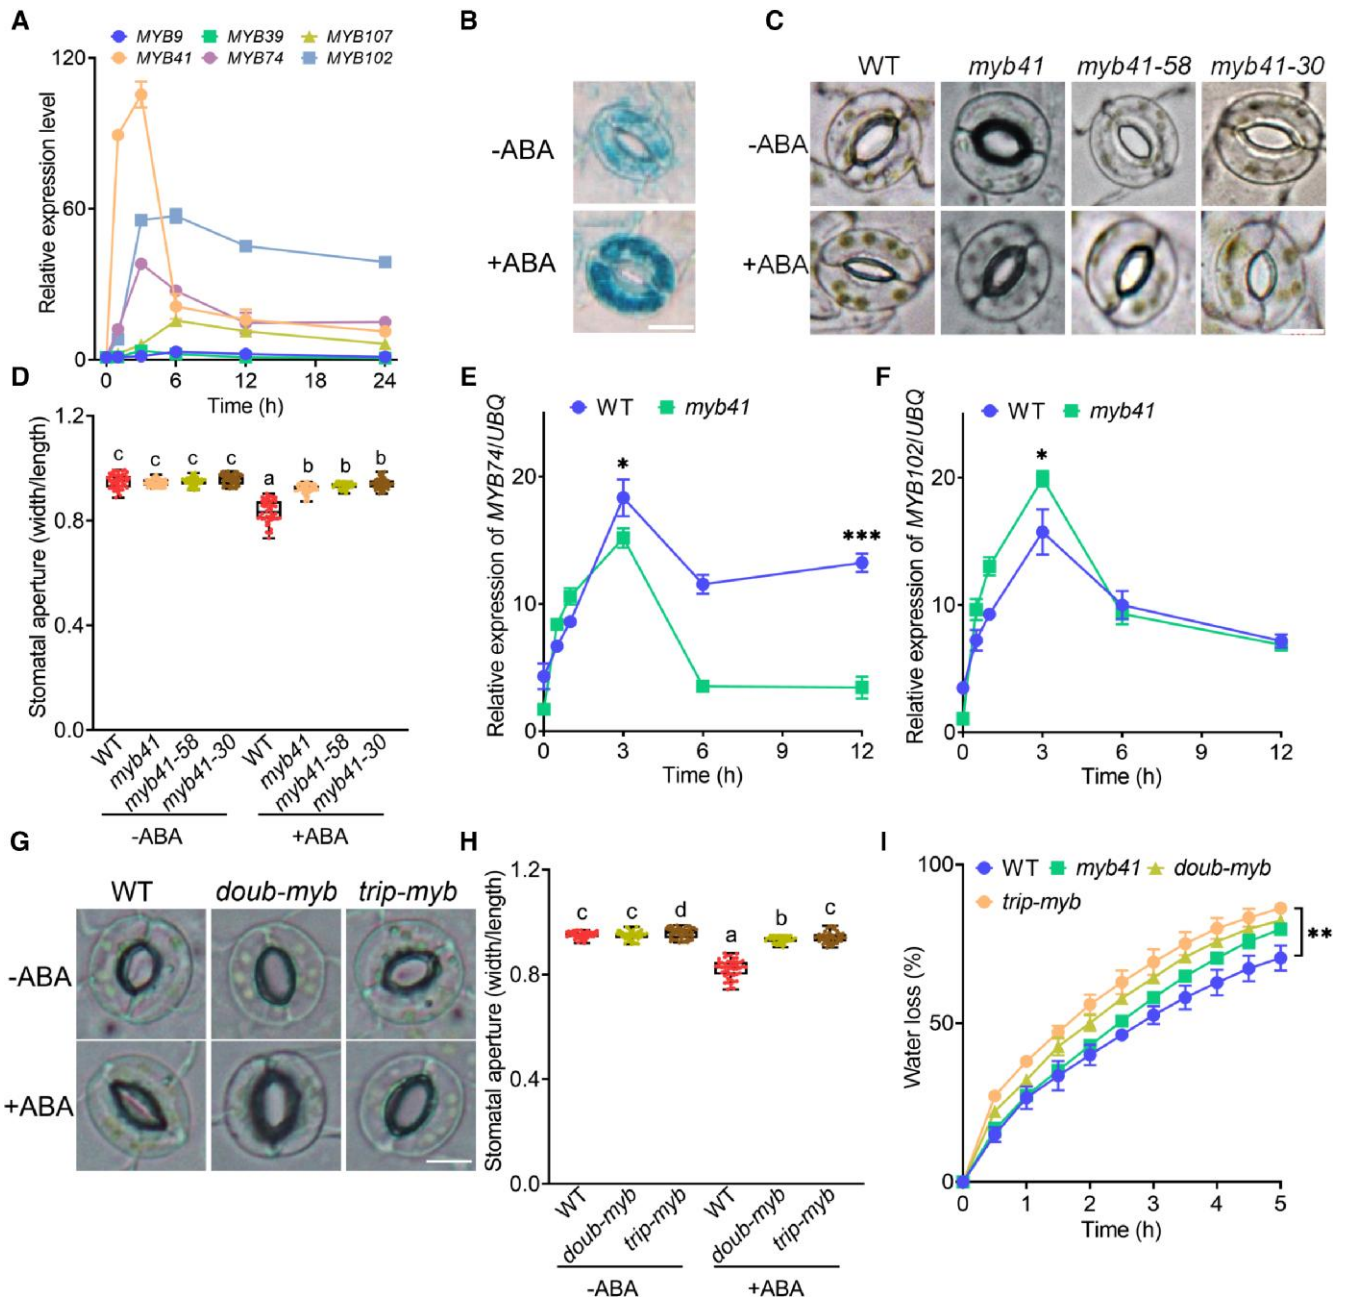 A
MYB9 MYB39 MYB107
MYB41 MYB74 MYB102
Relative expression level
120
60
0
0 6 12 18 24
Time (h)
B
-ABA
+ABA
C
WT myb41 myb41-58 myb41-30
-ABA
+ABA
D
Stomatal aperture (width/length)
1.2
0.8
0.4
0.0
c c c c a b b b
WT myb41 myb41-58 myb41-30 WT myb41 myb41-58 myb41-30
-ABA +ABA
E
WT myb41
Relative expression of MYB74/UBQ
20
10
0
* ***
0 3 6 9 12
Time (h)
F
WT myb41
Relative expression of MYB102/UBQ
20
10
0
*
0 3 6 9 12
Time (h)
G
WT doub-myb trip-myb
-ABA
+ABA
H
Stomatal aperture (width/length)
1.2
0.8
0.4
0.0
c c d a b c
WT doub-myb trip-myb WT doub-myb trip-myb
-ABA +ABA
I
WT myb41 doub-myb
trip-myb
Water loss (%)
100
50
0
**
0 1 2 3 4 5
Time (h)